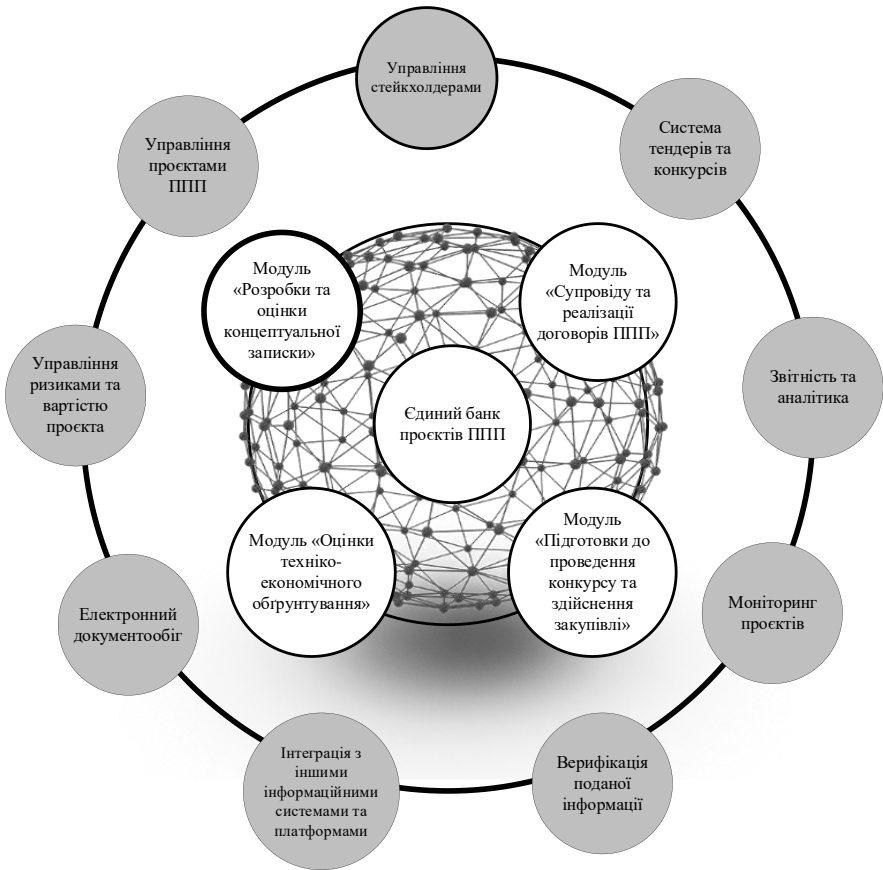 Управління
стейкхолдерами
Система
тендерів та
конкурсів
Управління
проєктами
ППП
Модуль
«Розробки та
оцінки
концептуальної
записки»
Модуль
«Супровіду та
реалізації
договорів ППП»
Управління
ризиками та
вартістю
проєкта
Єдиний банк
проєктів ППП
Звітність та
аналітика
Модуль «Оцінки
техніко-
економічного
обґрунтування»
Модуль
«Підготовки до
проведення
конкурсу та
здійснення
закупівлі»
Електронний
документообіг
Моніторинг
проєктів
Інтеграція з
іншими
інформаційними
системами та
платформами
Верифікація
поданої
інформації